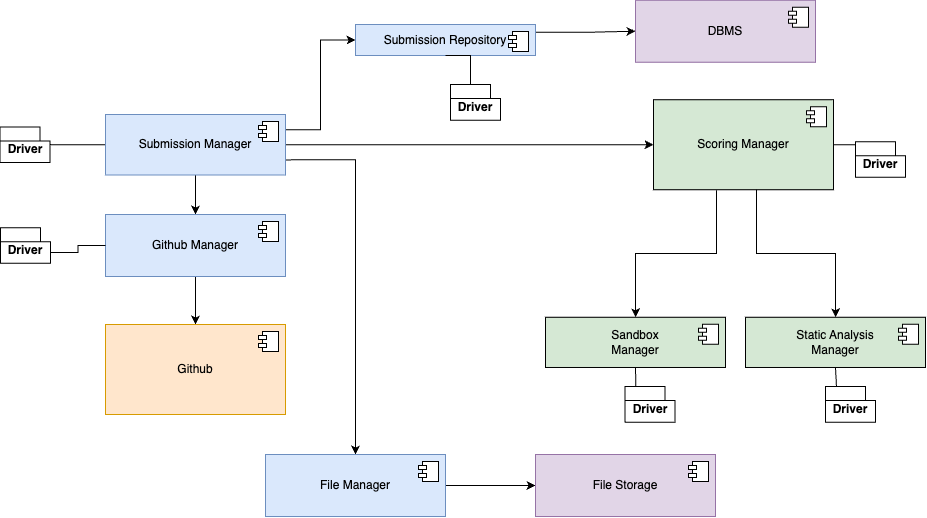 DBMS
Submission Repository
Driver
Submission Manager
Driver
Scoring Manager
Driver
Github Manager
Driver
Github
Sandbox
Manager
Static Analysis
Manager
Driver
Driver
File Manager
File Storage